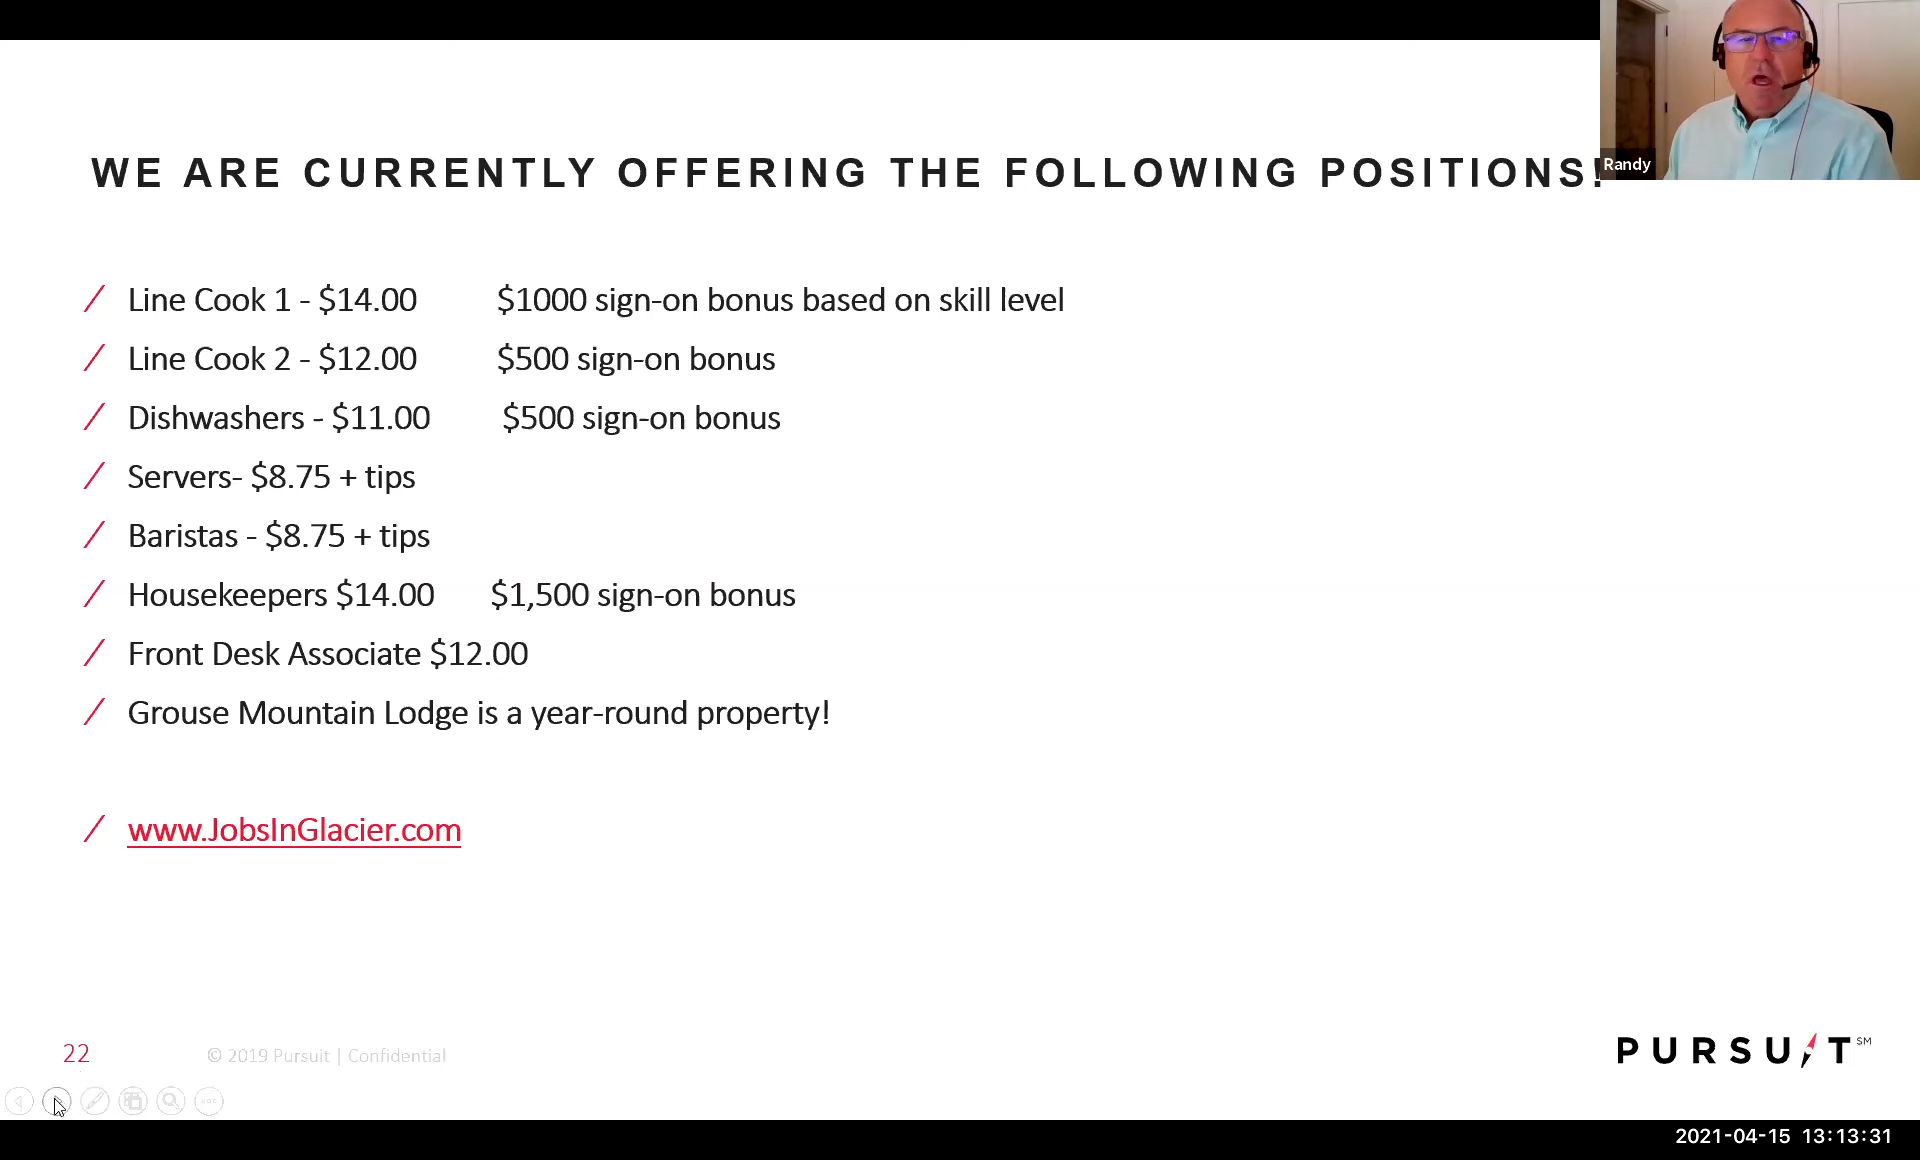 WE ARE CURRENTLY OFFERING THE FOLLOWING POSITIONS!
Randy
Line Cook 1 - $14.00 $1000 sign-on bonus based on skill level
Line Cook 2 - $12.00 $500 sign-on bonus
Dishwashers - $11.00 $500 sign-on bonus
Servers- $8.75 + tips
Baristas - $8.75 + tips
Housekeepers $14.00 $1,500 sign-on bonus
Front Desk Associate $12.00
Grouse Mountain Lodge is a year-round property!
www.JobsInGlacier.com
22 © 2019 Pursuit | Confidential
PURSUIT SM
2021-04-15 13:13:31